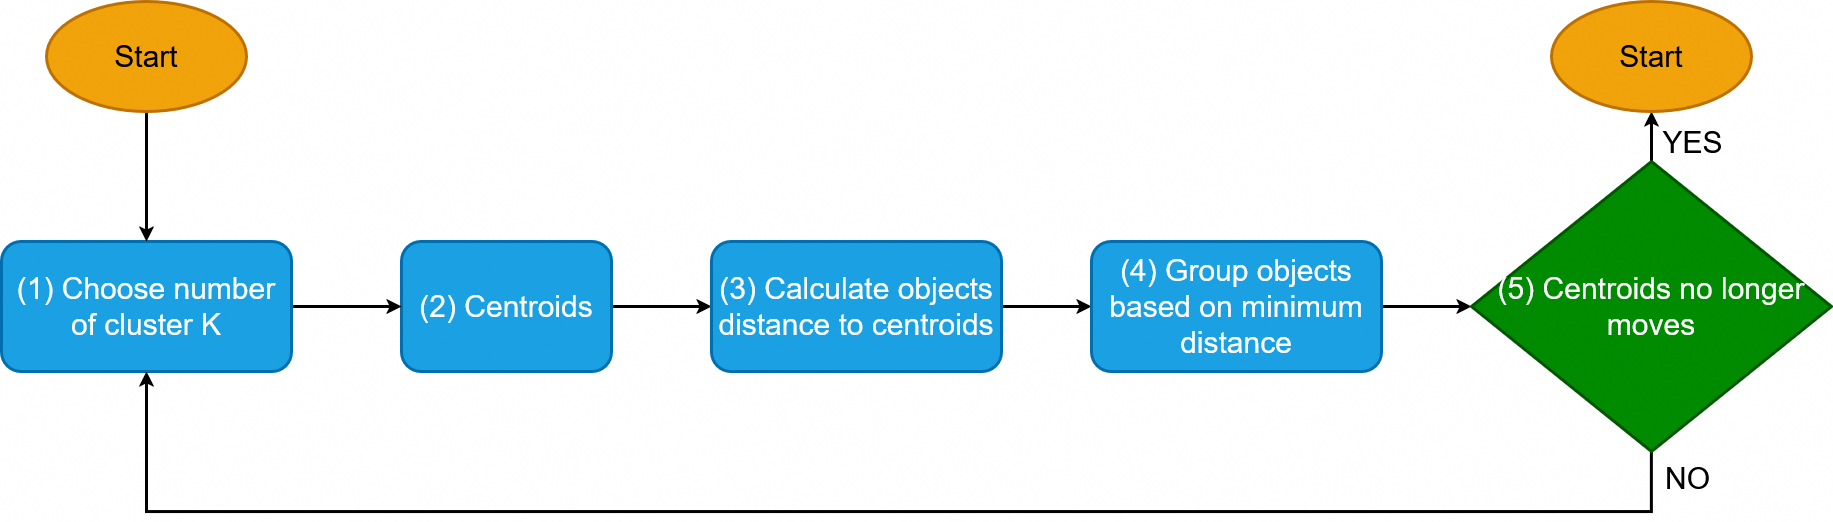 Start
Start
YES
(1) Choose number
of cluster K
(2) Centroids
(3) Calculate objects
distance to centroids
(4) Group objects
based on minimum
distance
(5) Centroids no longer
moves
NO